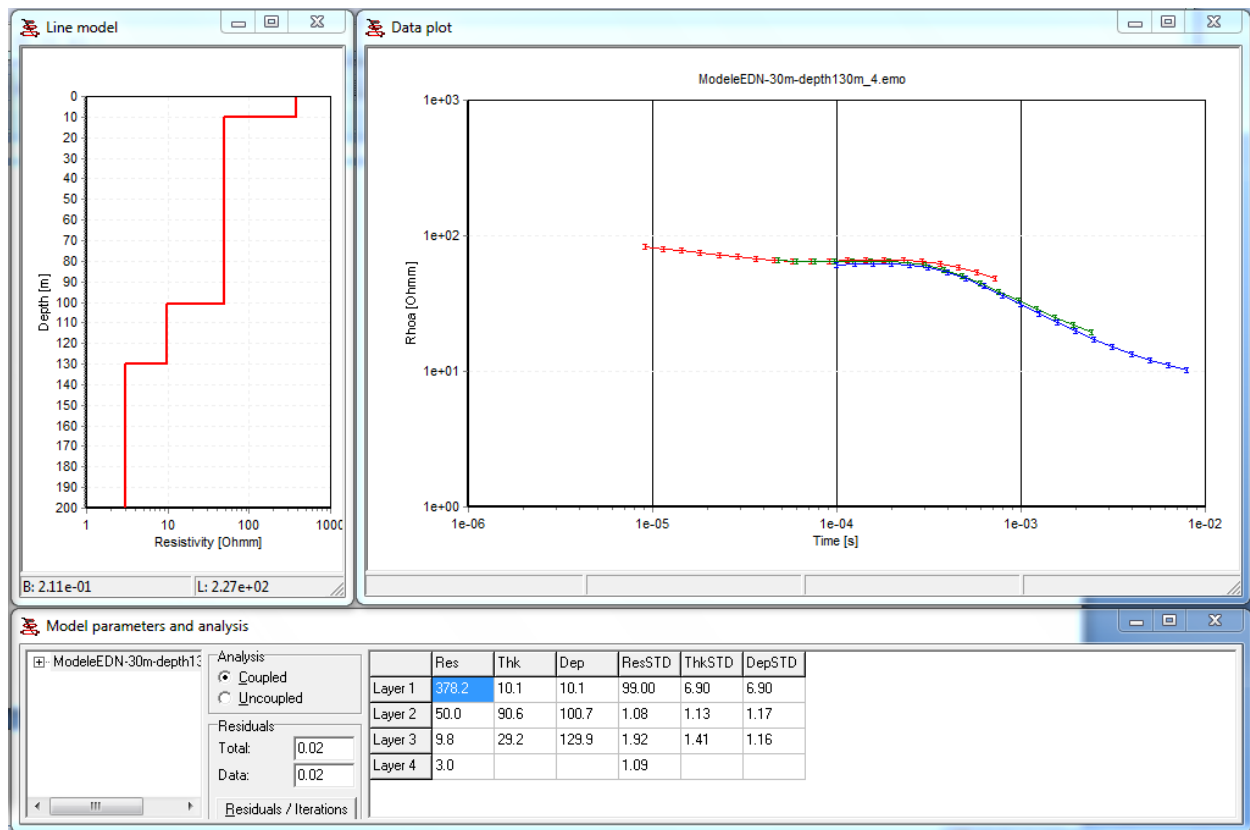 Line model
0
10
20
30
40
50
60
70
80
90
100
110
120
130
140
150
160
170
180
190
200
Depth [m]
1 10 100 1000
Resistivity [Ohmm]
B: 2.11e-01 L: 2.27e+02
Data plot
ModeleEDN-30m-depth130m_4.emo
1e+03
1e+02
1e+01
1e+00
Rhoa [Ohmm]
1e-06 1e-05 1e-04 1e-03 1e-02
Time [s]
Model parameters and analysis
ModeleEDN-30m-depth13
Analysis
Coupled
Uncoupled
Residuals
Total: 0.02
Data: 0.02
Residuals / Iterations
Res Thk Dep ResSTD ThkSTD DepSTD
Layer 1 378.2 10.1 10.1 99.00 6.90 6.90
Layer 2 50.0 90.6 100.7 1.08 1.13 1.17
Layer 3 9.8 29.2 129.9 1.92 1.41 1.16
Layer 4 3.0 1.09